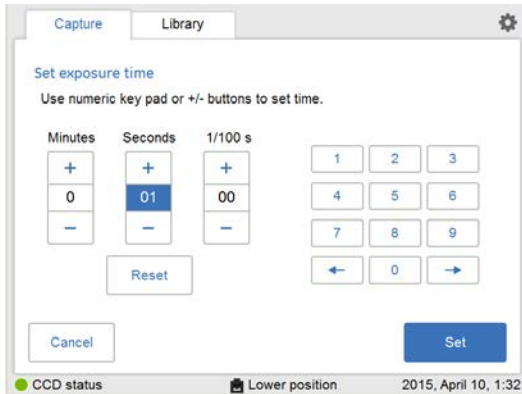 Capture Library
Set exposure time
Use numeric key pad or +/- buttons to set time.
Minutes Seconds 1/100 s
+ + +
0 01 00
− − −
Reset
1 2 3
4 5 6
7 8 9
← 0 →
Cancel Set
CCD status Lower position 2015, April 10, 1:32